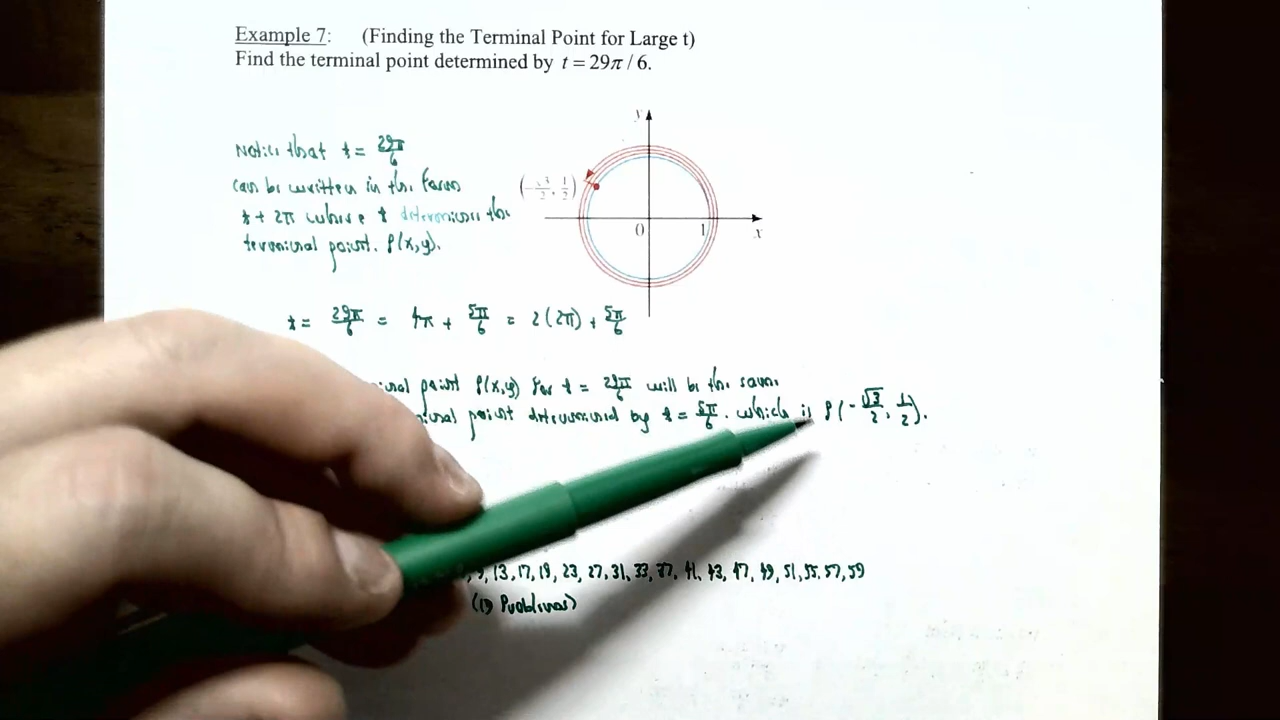 Example 7: (Finding the Terminal Point for Large t)
Find the terminal point determined by t = 29π / 6.
y
Notice that t = 29π/6
can be written in the form
t + 2π where t determines the
terminal point. P(x,y).
(-√3/2, 1/2)
0 1 x
t = 29π/6 = 4π + 5π/6 = 2(2π) + 5π/6
point P(x,y) for t = 29π/6 will be the same
point determined by t = 5π/6. which is P(-√3/2, 1/2).
13, 17, 19, 23, 27, 31, 33, 37, 41, 43, 47, 49, 51, 55, 57, 59
(19 Problems)